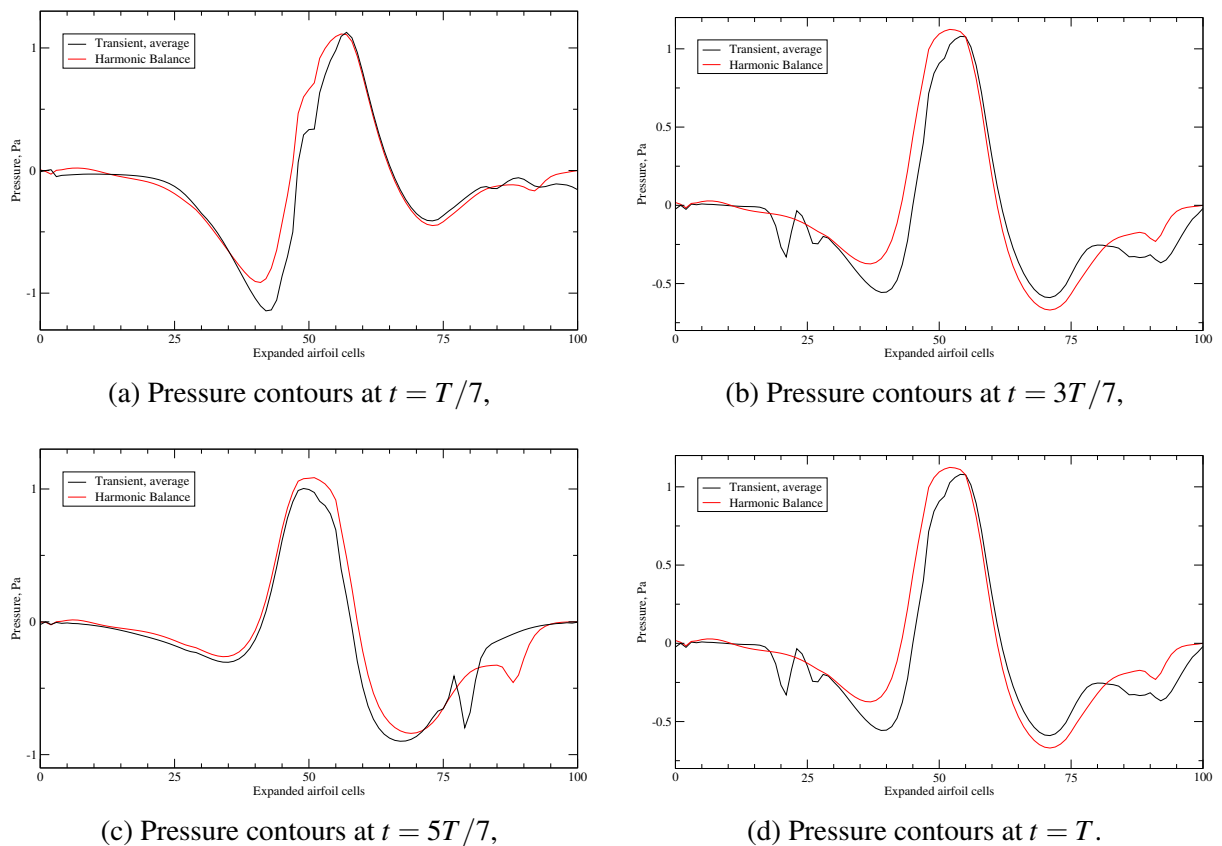 Transient, average
Harmonic Balance
1
0
-1
Pressure, Pa
0
25
50
75
100
Expanded airfoil cells
(a) Pressure contours at t = T/7,
Transient, average
Harmonic Balance
1
0.5
0
-0.5
Pressure, Pa
0
25
50
75
100
Expanded airfoil cells
(b) Pressure contours at t = 3T/7,
Transient, average
Harmonic Balance
1
0
-1
Pressure, Pa
0
25
50
75
100
Expanded airfoil cells
(c) Pressure contours at t = 5T/7,
Transient, average
Harmonic Balance
1
0.5
0
-0.5
Pressure, Pa
0
25
50
75
100
Expanded airfoil cells
(d) Pressure contours at t = T.